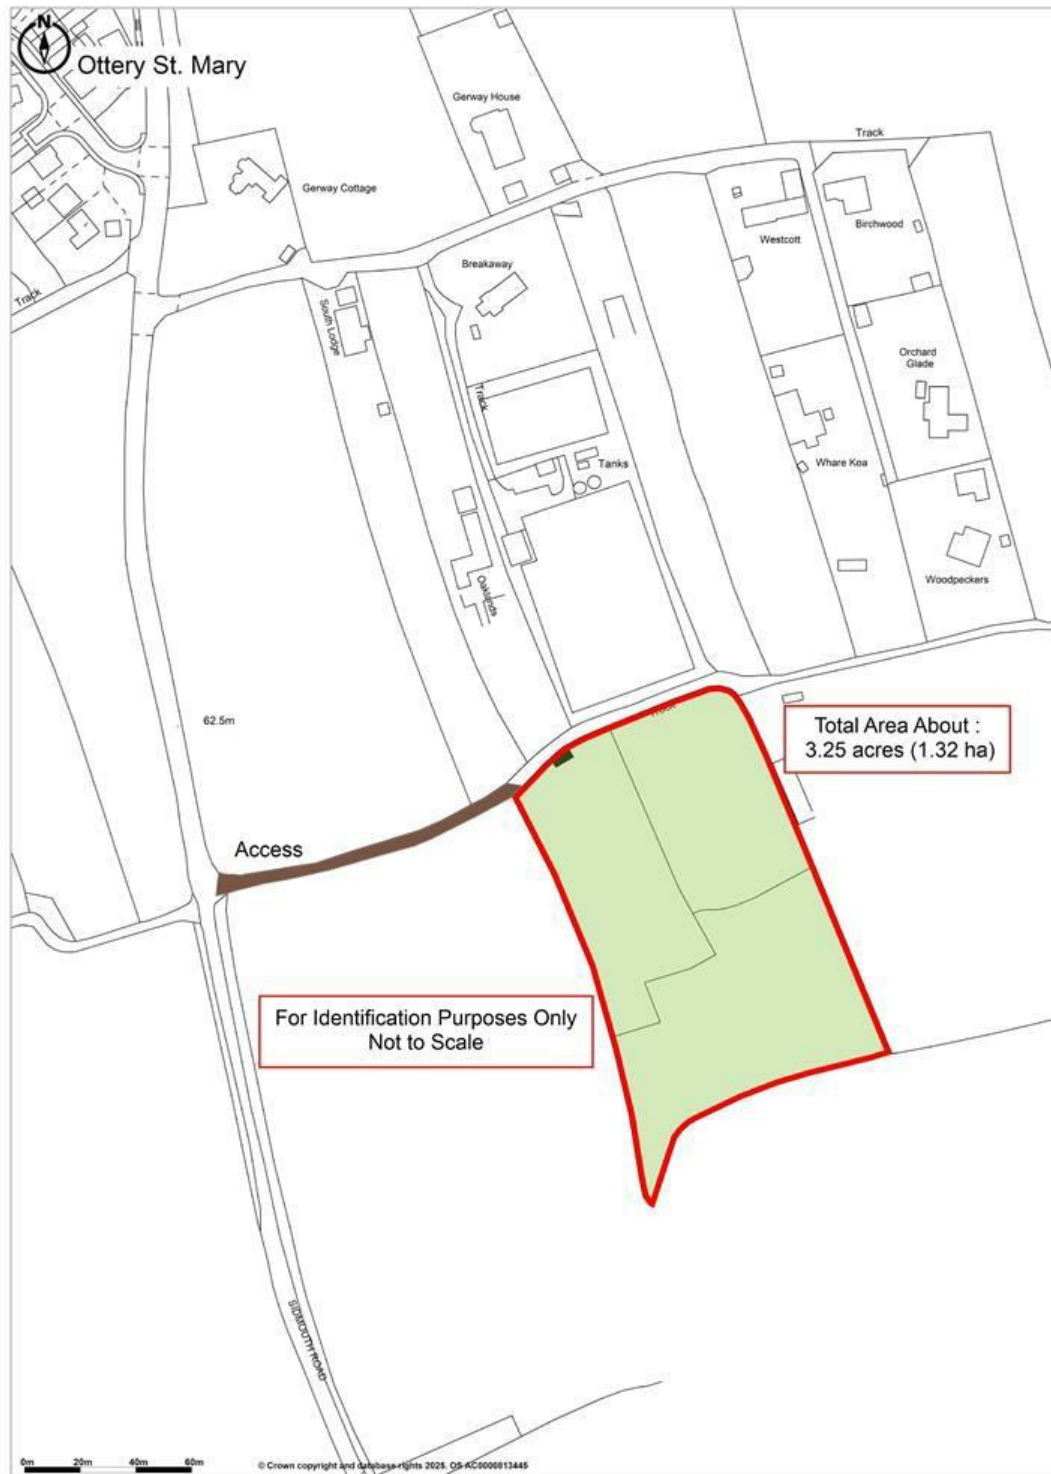 N
Ottery St. Mary
Gerway House
Track
Gerway Cottage
Birchwood
Westcott
Breakaway
Track
South Lodge
Orchard
Glade
Track
Tanks
Whare Koa
Woodpeckers
Oaklands
62.5m
Total Area About :
3.25 acres (1.32 ha)
Access
For Identification Purposes Only
Not to Scale
SIDMOUTH ROAD
0m 20m 40m 60m
© Crown copyright and database rights 2025. OS AC0000813445